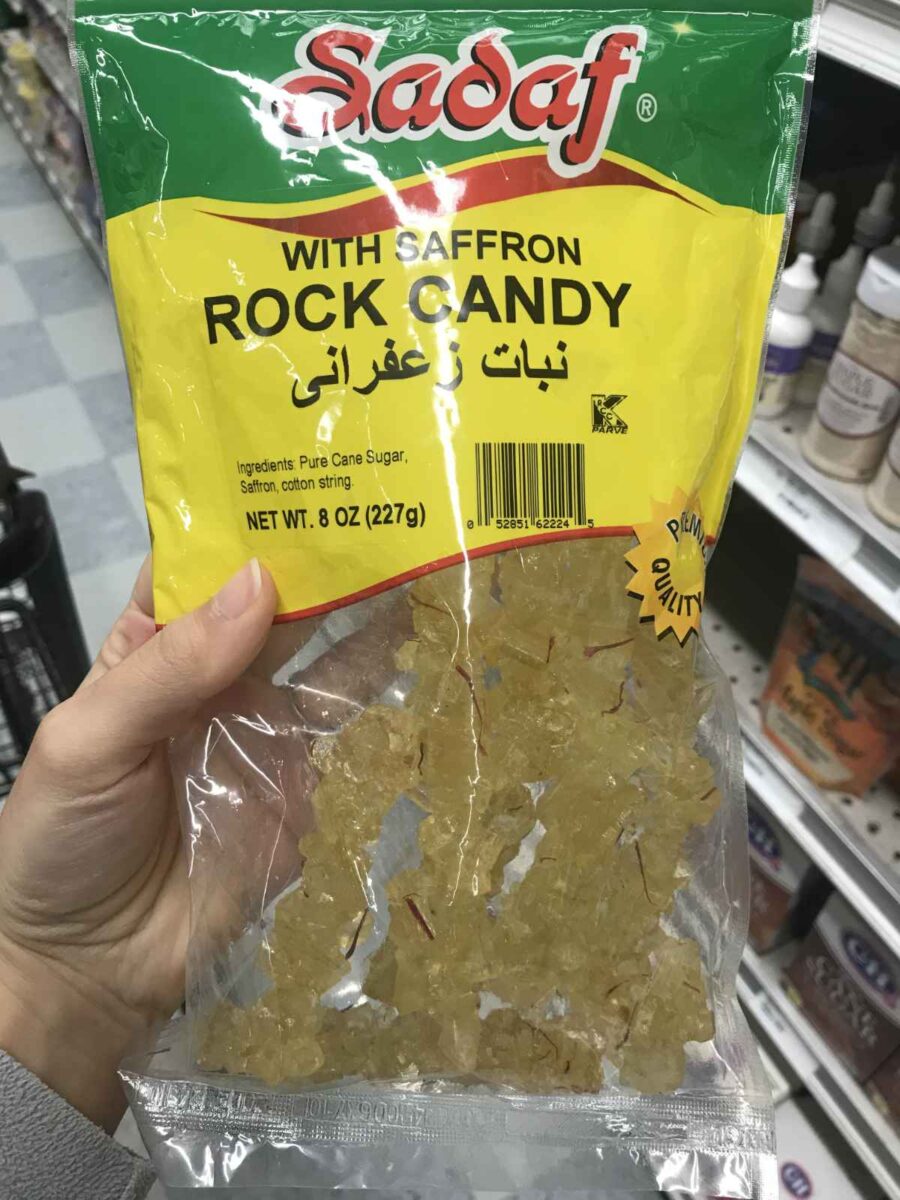 Sadaf®
WITH SAFFRON
ROCK CANDY
نبات زعفرانی
K
PARVE
Ingredients: Pure Cane Sugar,
Saffron, cotton string.
NET WT. 8 OZ (227g)
0 52851 62224 5
QUALITY
C&H